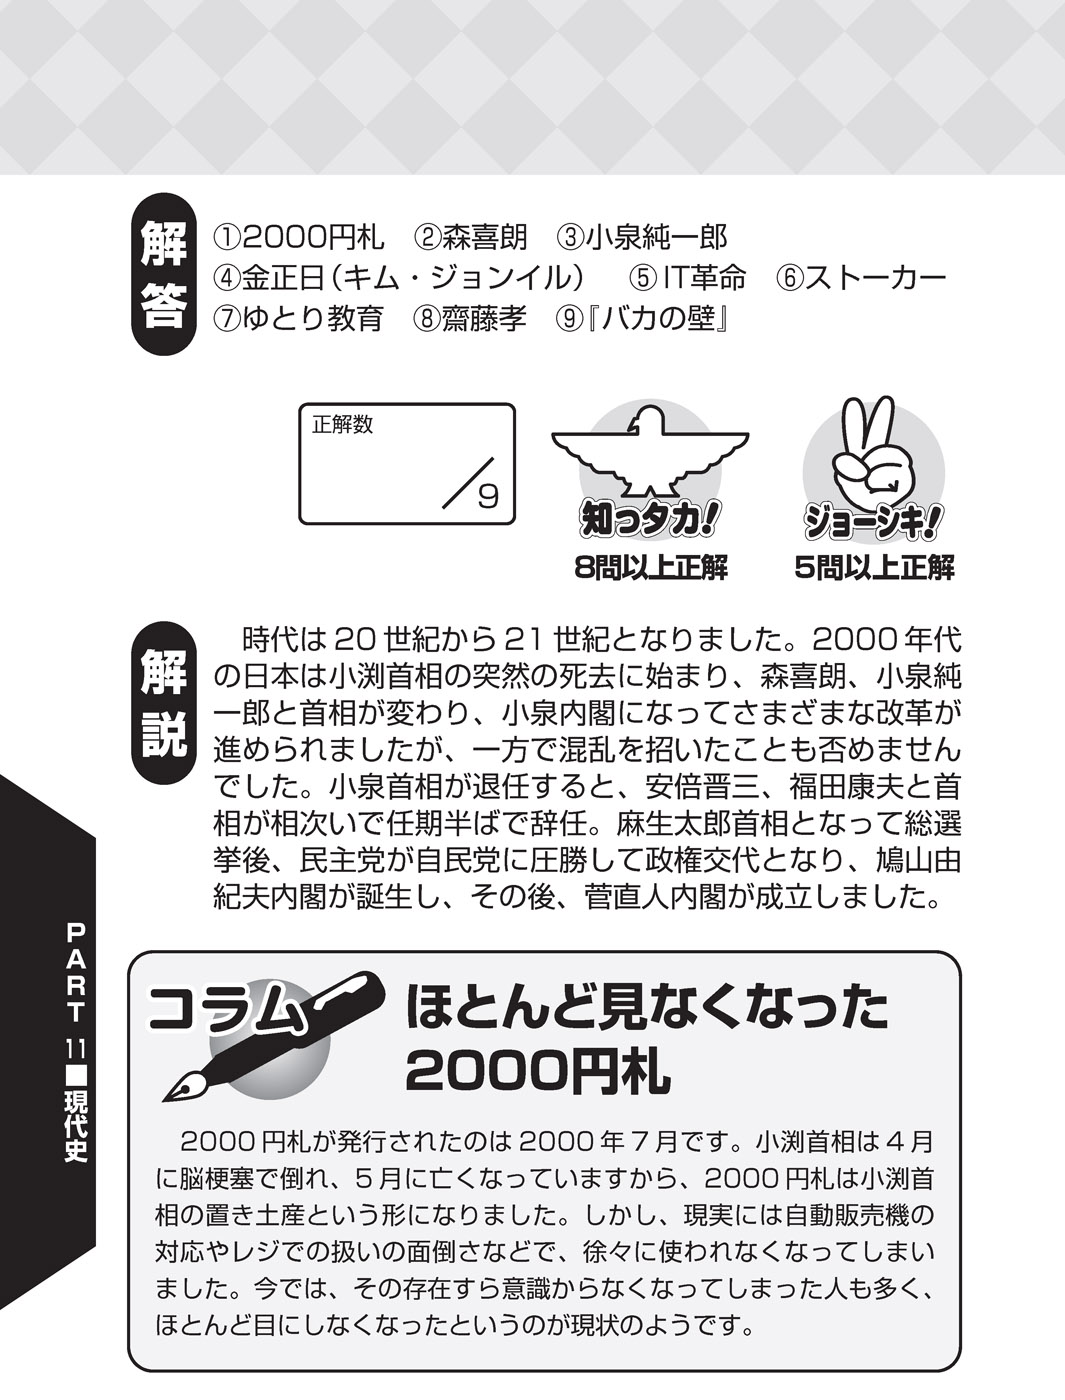 解答
①2000円札　②森喜朗　③小泉純一郎
④金正日（キム・ジョンイル）　⑤IT革命　⑥ストーカー
⑦ゆとり教育　⑧齋藤孝　⑨『バカの壁』
正解数
／9
知っタカ！
8問以上正解
ジョーシキ！
5問以上正解
解説
　時代は20世紀から21世紀となりました。2000年代
の日本は小渕首相の突然の死去に始まり、森喜朗、小泉純
一郎と首相が変わり、小泉内閣になってさまざまな改革が
進められましたが、一方で混乱を招いたことも否めません
でした。小泉首相が退任すると、安倍晋三、福田康夫と首
相が相次いで任期半ばで辞任。麻生太郎首相となって総選
挙後、民主党が自民党に圧勝して政権交代となり、鳩山由
紀夫内閣が誕生し、その後、菅直人内閣が成立しました。
PART 11■現代史
コラム
ほとんど見なくなった
2000円札
　2000円札が発行されたのは2000年7月です。小渕首相は4月
に脳梗塞で倒れ、5月に亡くなっていますから、2000円札は小渕首
相の置き土産という形になりました。しかし、現実には自動販売機の
対応やレジでの扱いの面倒さなどで、徐々に使われなくなってしまい
ました。今では、その存在すら意識からなくなってしまった人も多く、
ほとんど目にしなくなったというのが現状のようです。